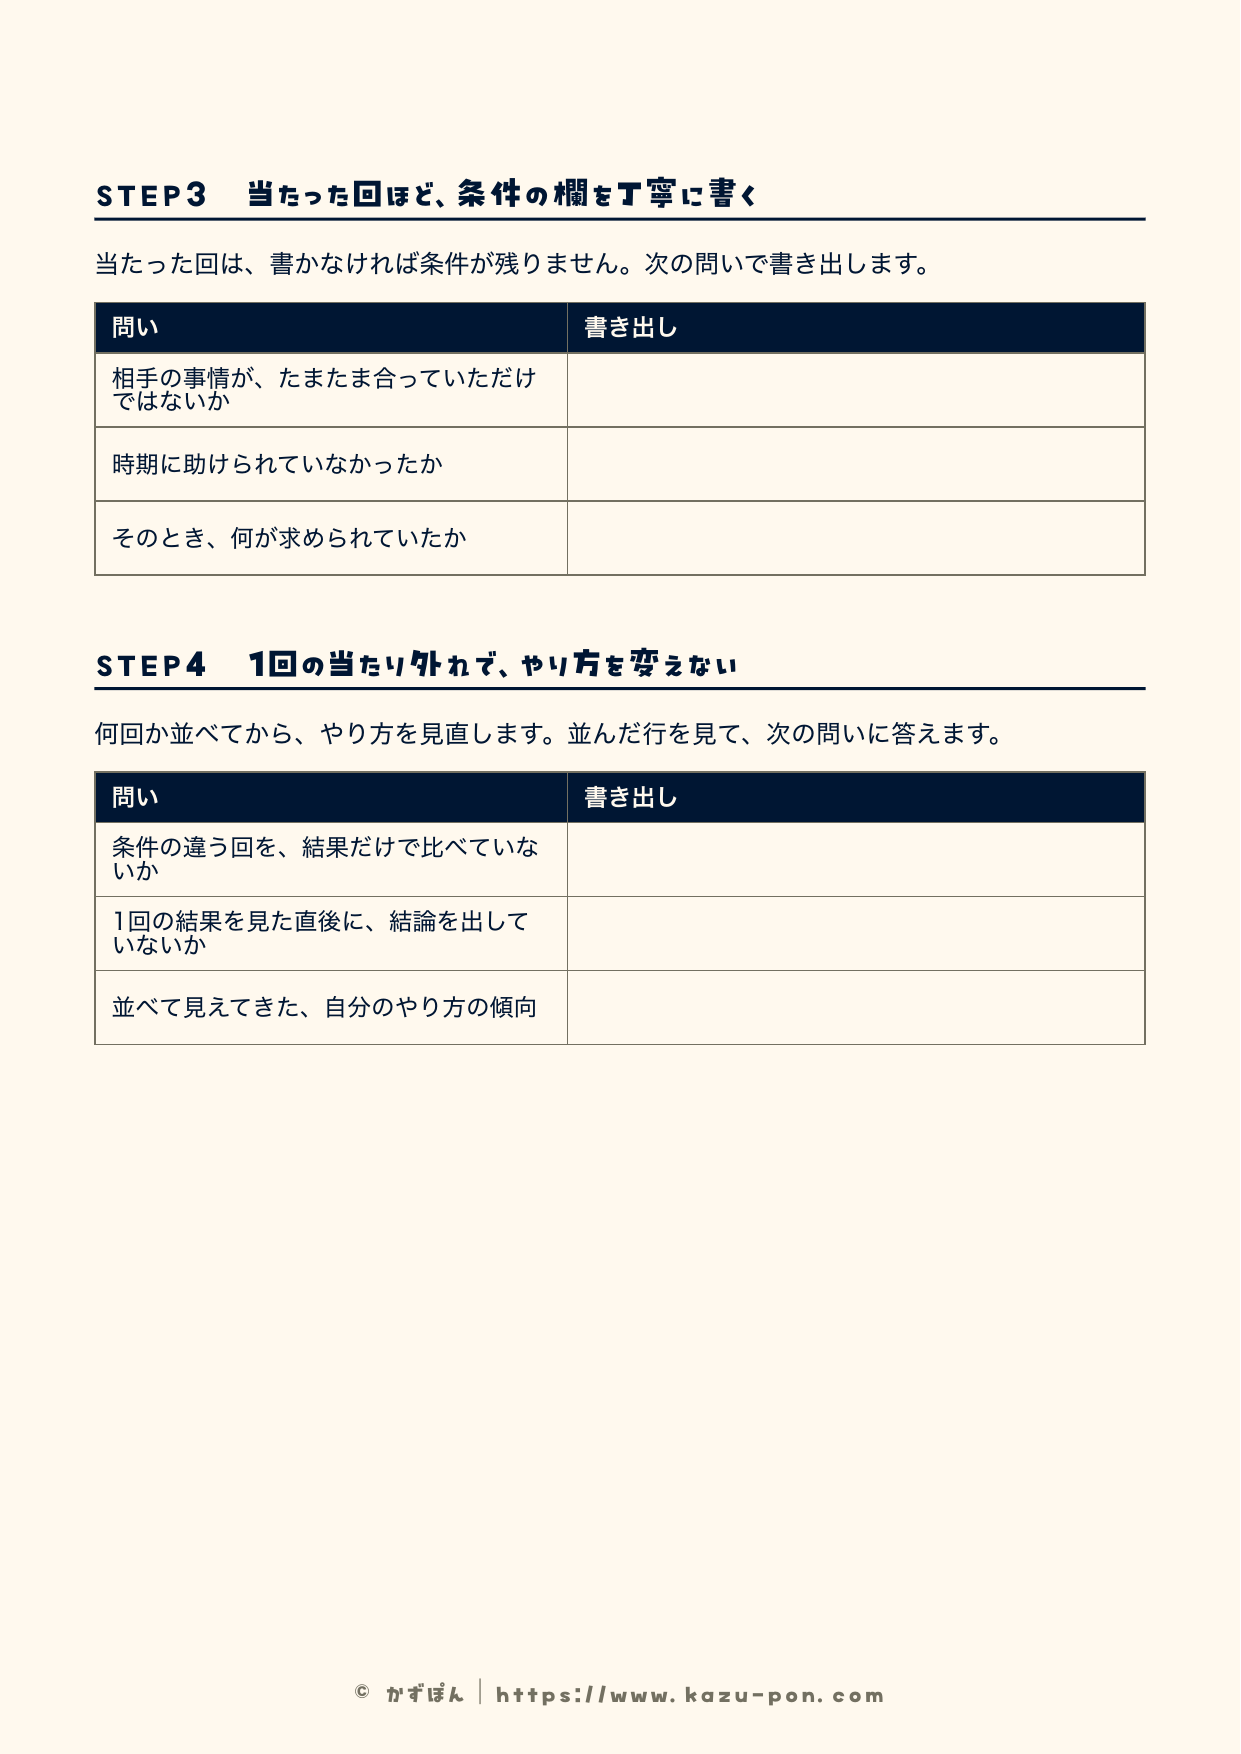 STEP3 当たった回ほど、条件の欄を丁寧に書く
当たった回は、書かなければ条件が残りません。次の問いで書き出します。
問い 書き出し
相手の事情が、たまたま合っていただけ
ではないか
時期に助けられていなかったか
そのとき、何が求められていたか
STEP4 1回の当たり外れで、やり方を変えない
何回か並べてから、やり方を見直します。並んだ行を見て、次の問いに答えます。
問い 書き出し
条件の違う回を、結果だけで比べていな
いか
1回の結果を見た直後に、結論を出して
いないか
並べて見えてきた、自分のやり方の傾向
© かずぽん│https://www.kazu-pon.com